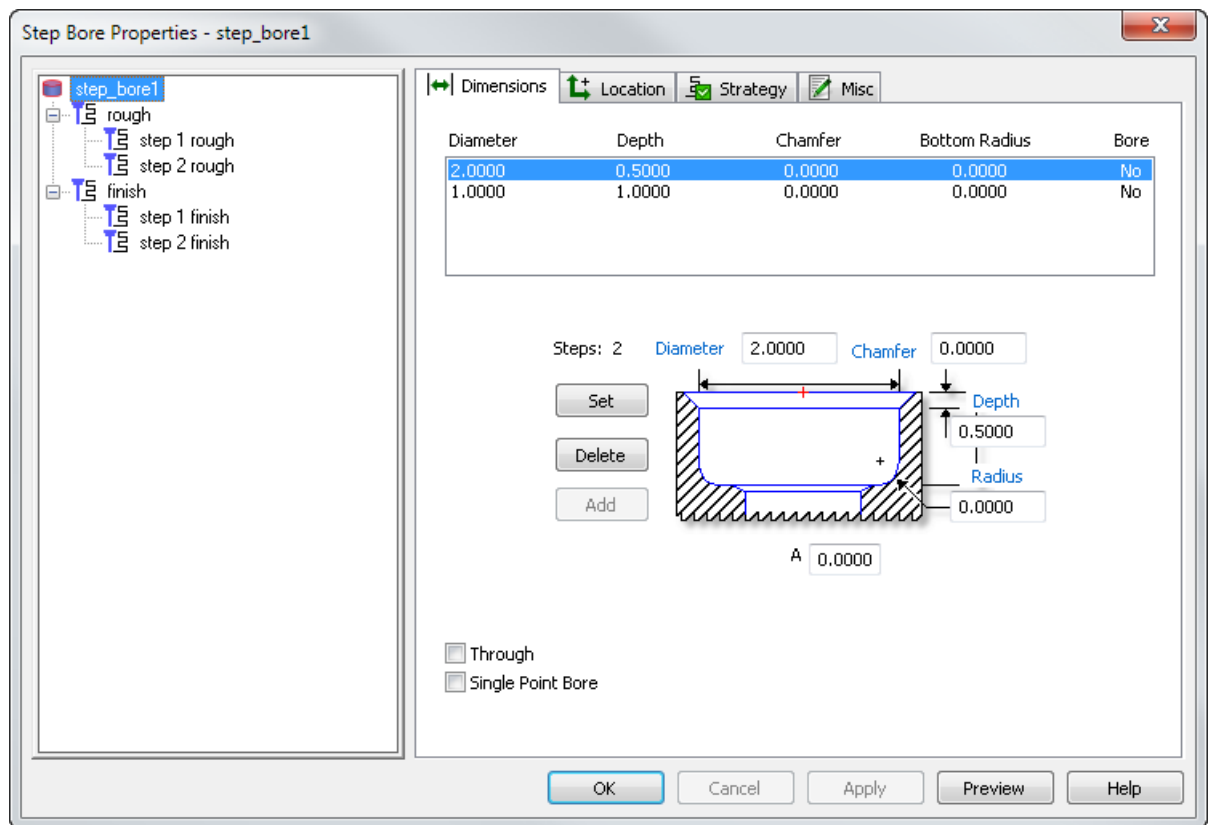 Step Bore Properties - step_bore1
step_bore1
rough
step 1 rough
step 2 rough
finish
step 1 finish
step 2 finish
Dimensions Location Strategy Misc
Diameter Depth Chamfer Bottom Radius Bore
2.0000 0.5000 0.0000 0.0000 No
1.0000 1.0000 0.0000 0.0000 No
Steps: 2 Diameter 2.0000 Chamfer 0.0000
Set
Depth
0.5000
Delete
Radius
Add
0.0000
A 0.0000
Through
Single Point Bore
OK Cancel Apply Preview Help